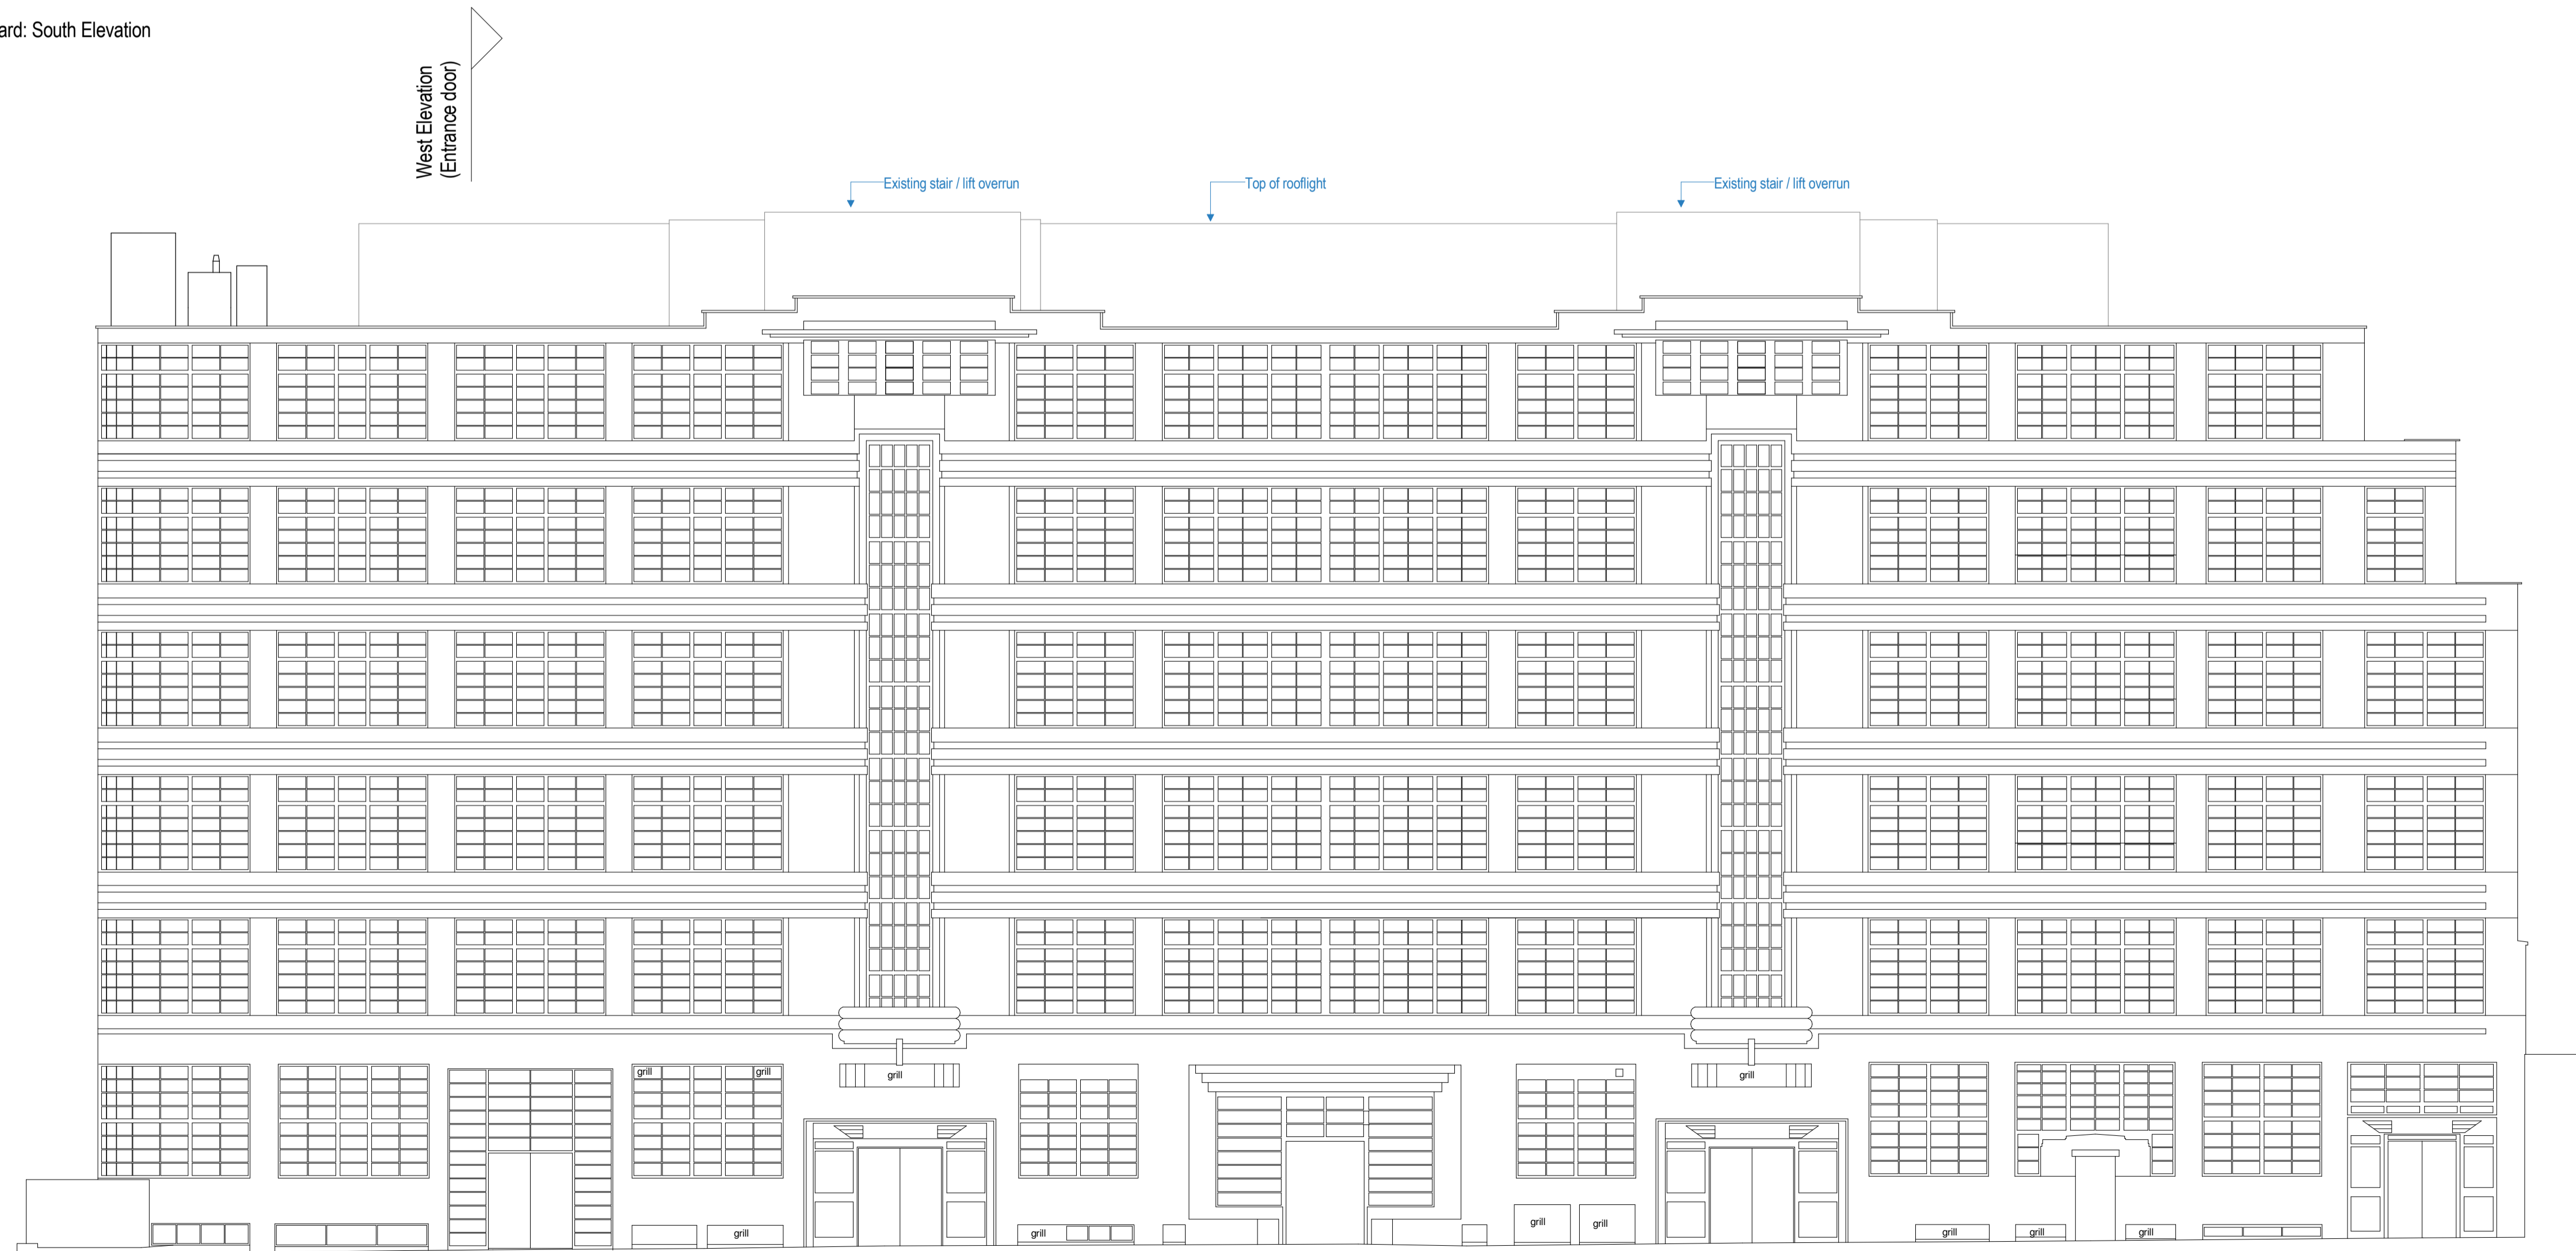 ard: South Elevation
West Elevation
(Entrance door)
Existing stair / lift overrun
Top of rooflight
Existing stair / lift overrun
grill
grill
grill
grill
grill
grill
grill
grill
grill
grill
grill